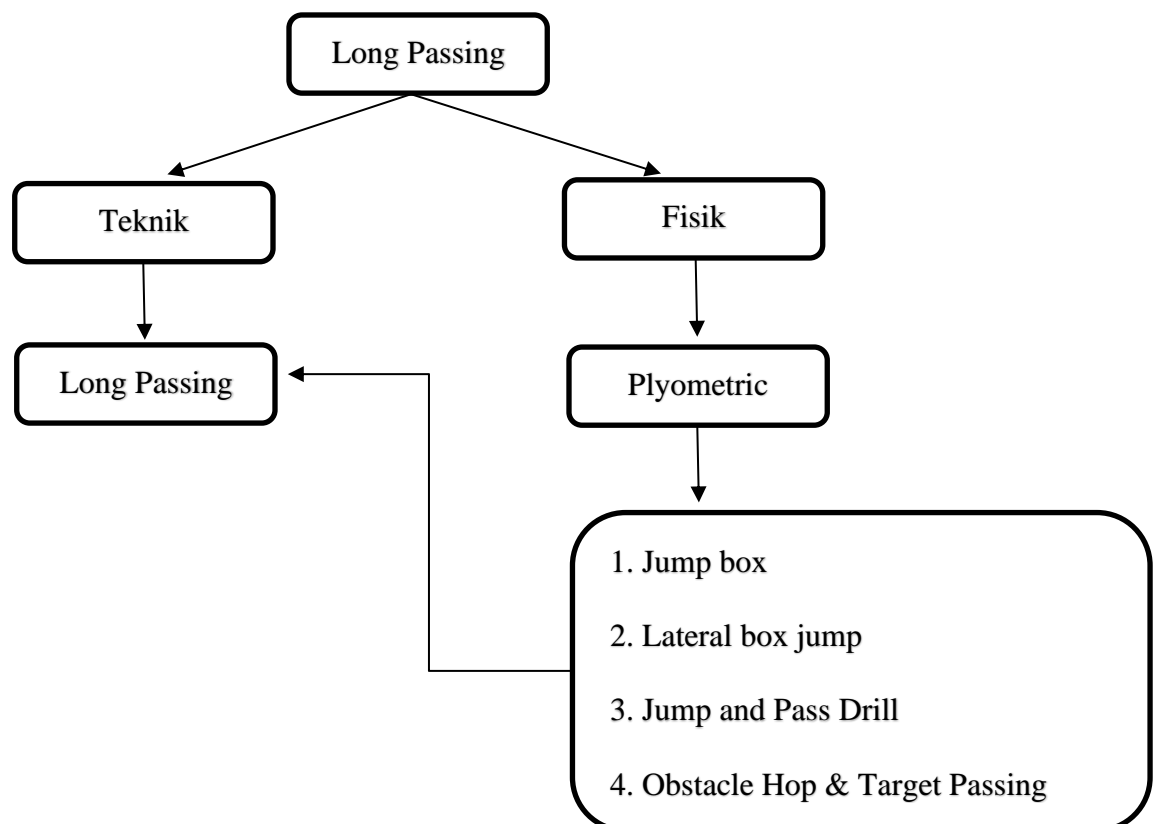 Long Passing
Teknik
Fisik
Long Passing
Plyometric
1. Jump box
2. Lateral box jump
3. Jump and Pass Drill
4. Obstacle Hop & Target Passing